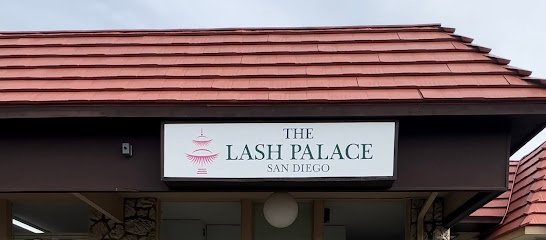 THE
LASH PALACE
SAN DIEGO